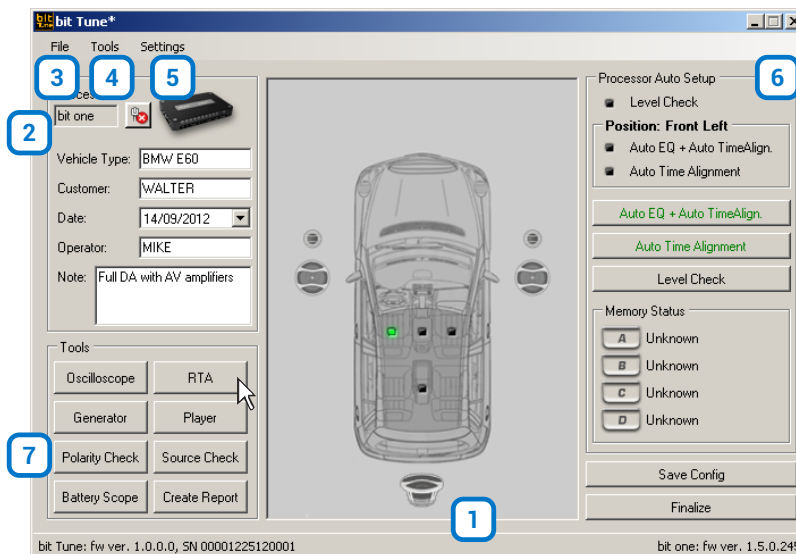 bit Tune*
File Tools Settings
3 4 5 6
bit one
2
Vehicle Type: BMW E60
Customer: WALTER
Date: 14/09/2012
Operator: MIKE
Note: Full DA with AV amplifiers
Tools
Oscilloscope RTA
Generator Player
7
Polarity Check Source Check
Battery Scope Create Report
1
Processor Auto Setup
Level Check
Position: Front Left
Auto EQ + Auto TimeAlign.
Auto Time Alignment
Auto EQ + Auto TimeAlign.
Auto Time Alignment
Level Check
Memory Status
A Unknown
B Unknown
C Unknown
D Unknown
Save Config
Finalize
bit Tune: fw ver. 1.0.0.0, SN 00001225120001
bit one: fw ver. 1.5.0.245